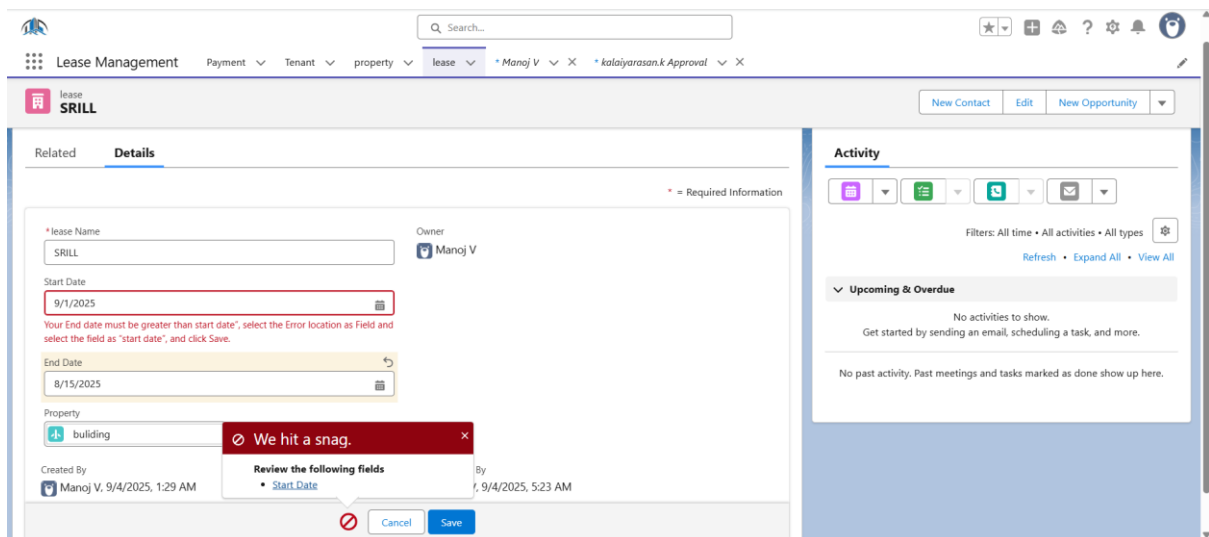 Search...
Lease Management Payment Tenant property lease * Manoj V * kalaiyarasan.k Approval
lease
SRILL
New Contact Edit New Opportunity
Related Details
* = Required Information
*lease Name
SRILL
Owner
Manoj V
Start Date
9/1/2025
Your End date must be greater than start date", select the Error location as Field and
select the field as "start date", and click Save.
End Date
8/15/2025
Property
buliding
We hit a snag.
Review the following fields
• Start Date
Created By
Manoj V, 9/4/2025, 1:29 AM
By
, 9/4/2025, 5:23 AM
Cancel Save
Activity
Filters: All time • All activities • All types
Refresh • Expand All • View All
Upcoming & Overdue
No activities to show.
Get started by sending an email, scheduling a task, and more.
No past activity. Past meetings and tasks marked as done show up here.